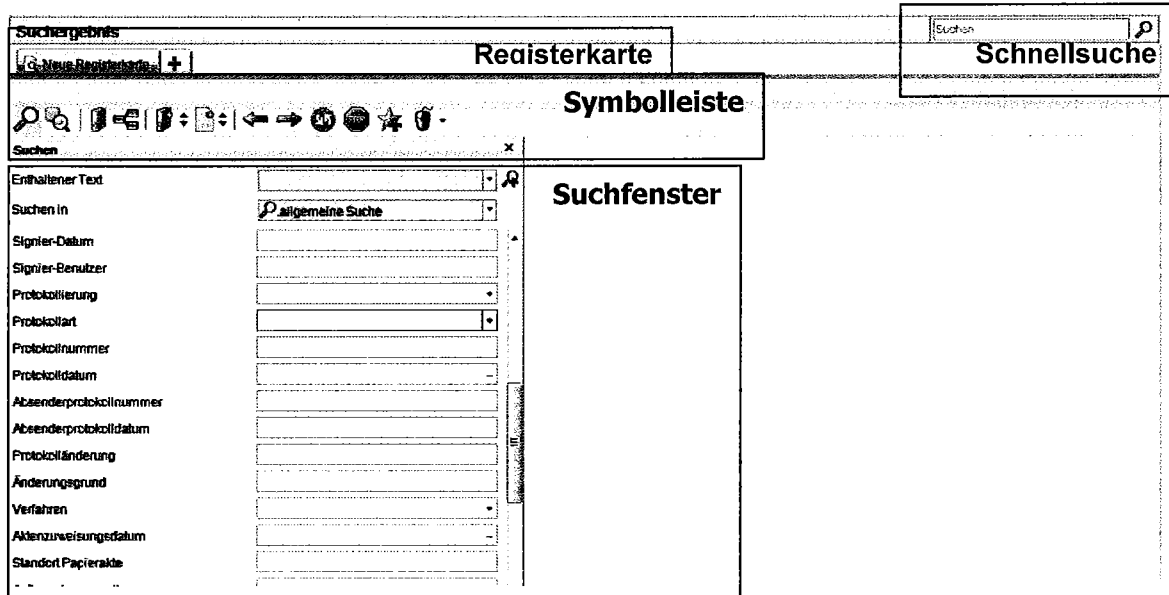 Suchergebnis
Suchen
Neue Registerkarte
Registerkarte
Schnellsuche
Symbolleiste
Suchen
Suchfenster
Enthaltener Text
Suchen in
allgemeine Suche
Signier-Datum
Signier-Benutzer
Protokollierung
Protokollart
Protokollnummer
Protokolldatum
Absenderprotokollnummer
Absenderprotokolldatum
Protokolländerung
Änderungsgrund
Verfahren
Aktenzuweisungsdatum
Standort Papierakte